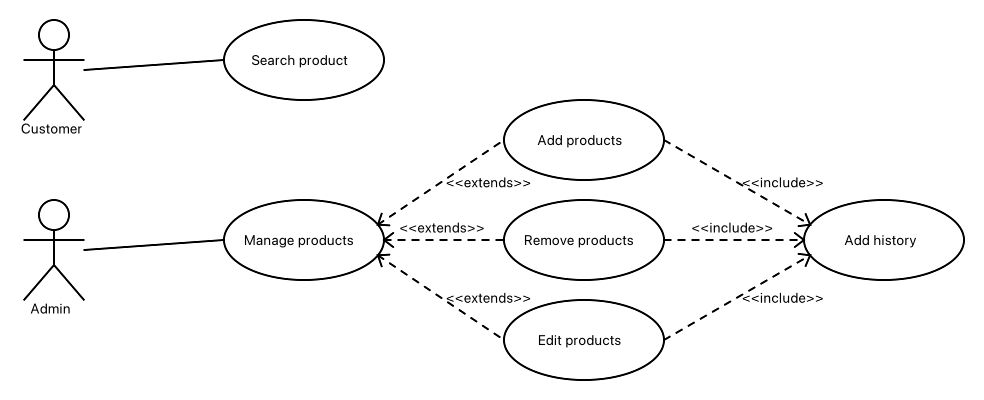 Search product
Customer
Add products
<<extends>>
<<include>>
Manage products
<<extends>>
Remove products
<<include>>
Add history
Admin
<<extends>>
<<include>>
Edit products